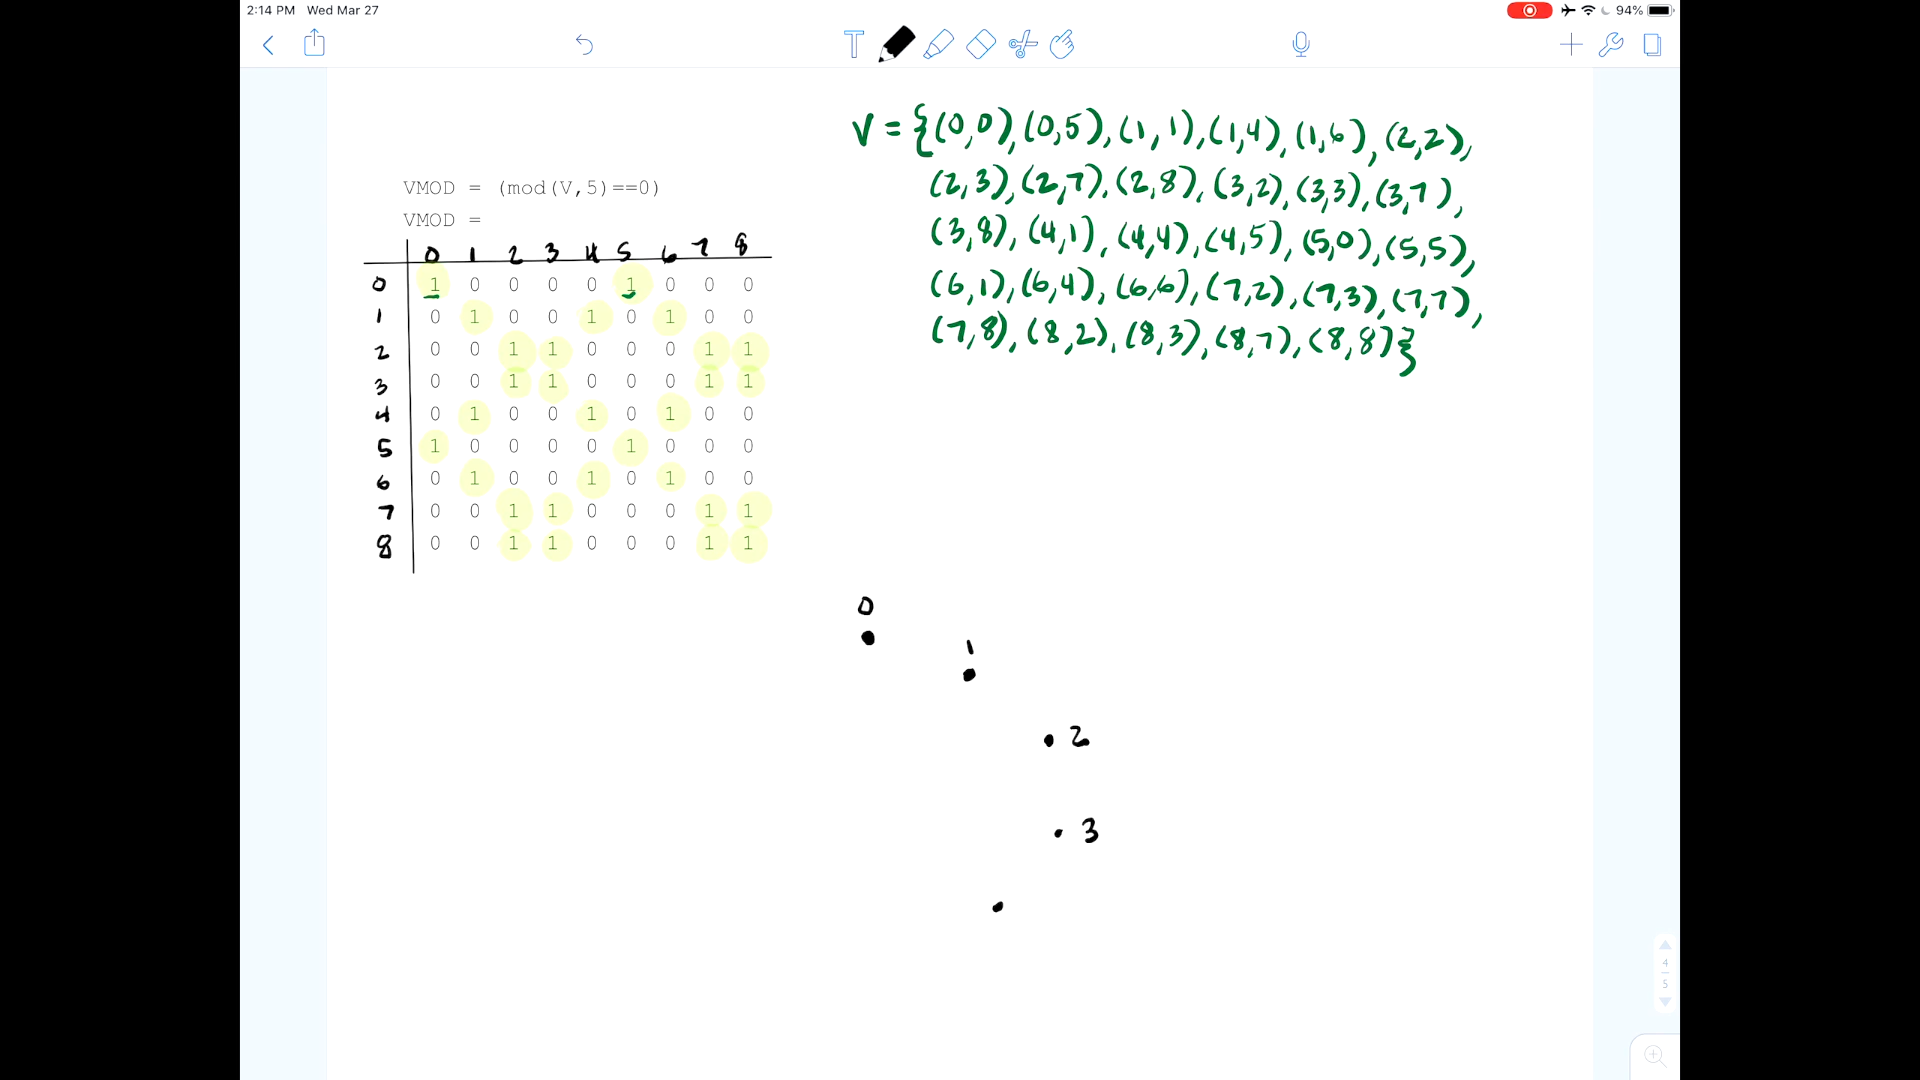 2:14 PM Wed Mar 27
94%
T
V = {(0,0), (0,5), (1,1), (1,4), (1,6), (2,2),
(2,3), (2,7), (2,8), (3,2), (3,3), (3,7),
(3,8), (4,1), (4,4), (4,5), (5,0), (5,5),
(6,1), (6,4), (6,6), (7,2), (7,3), (7,7),
(7,8), (8,2), (8,3), (8,7), (8,8)}
VMOD = (mod(V,5)==0)
VMOD =
0 1 2 3 4 5 6 7 8
0 1 0 0 0 0 1 0 0 0
1 0 1 0 0 1 0 1 0 0
2 0 0 1 1 0 0 0 1 1
3 0 0 1 1 0 0 0 1 1
4 0 1 0 0 1 0 1 0 0
5 1 0 0 0 0 1 0 0 0
6 0 1 0 0 1 0 1 0 0
7 0 0 1 1 0 0 0 1 1
8 0 0 1 1 0 0 0 1 1
0
1
2
3
4
5